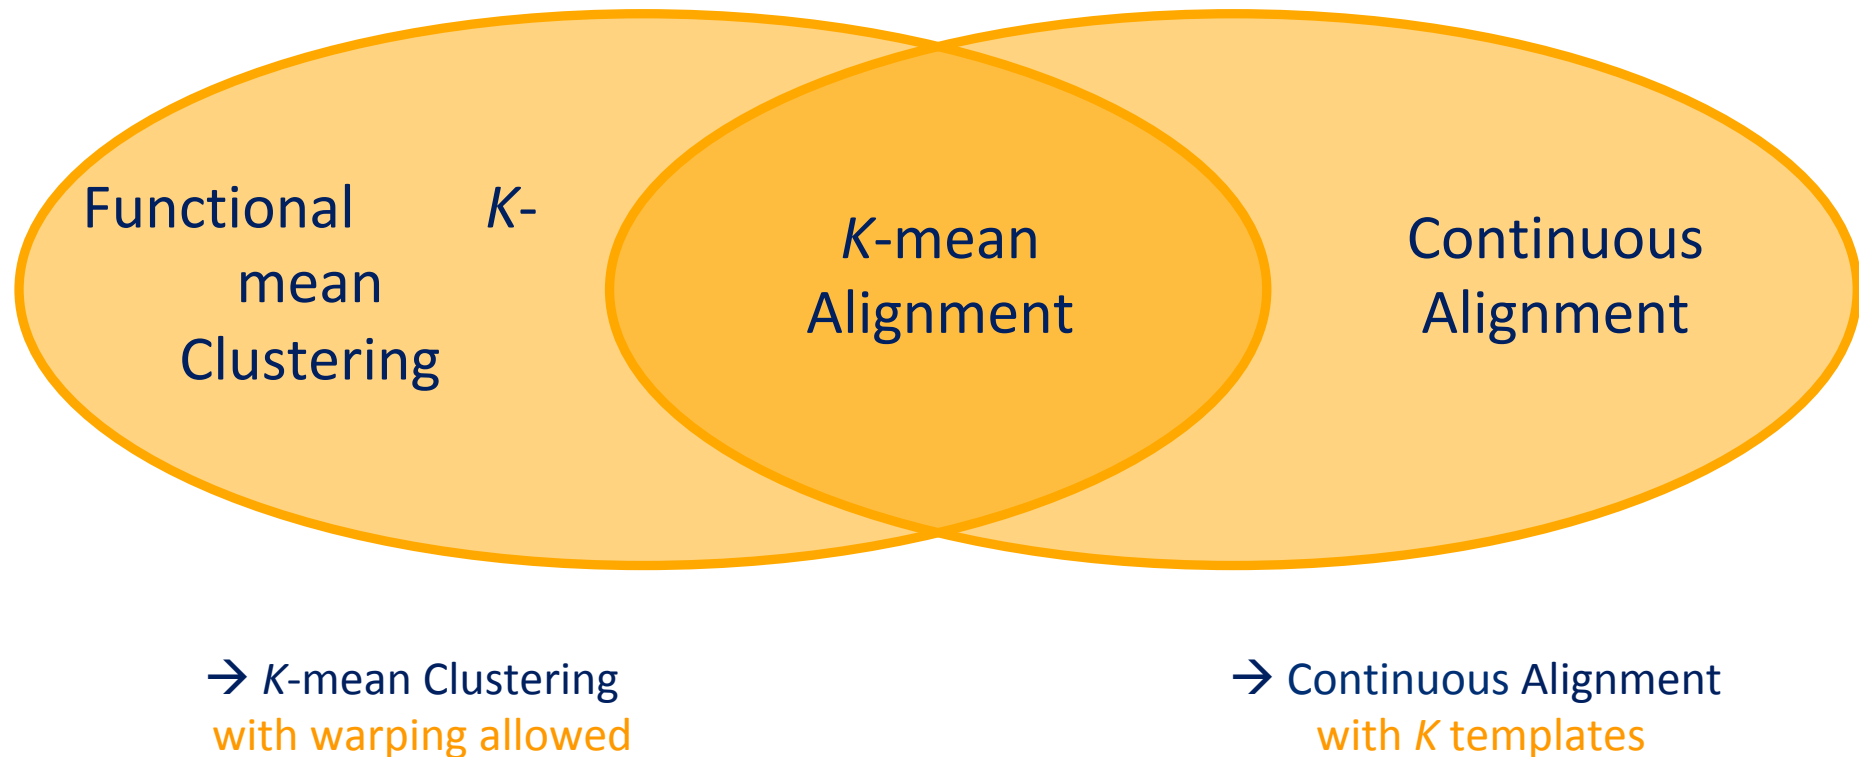 Functional K-
mean
Clustering
K-mean
Alignment
Continuous
Alignment
→ K-mean Clustering
with warping allowed
→ Continuous Alignment
with K templates